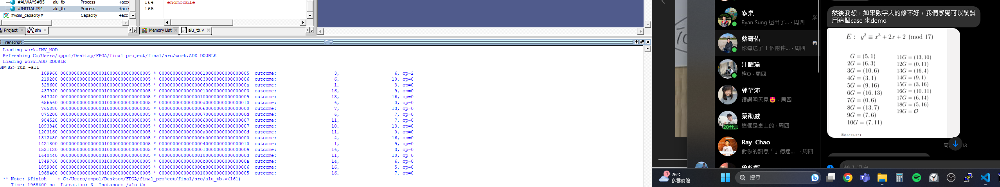 #ALWAYS#85 alu_tb Process +acc=
#INITIAL#91 alu_tb Process +acc=
#vsim_capacity# Capacity +acc=
Project sim
164 endmodule
165
Memory List alu_tb.v
Transcript
Loading work.INV_MOD
Refreshing C:/Users/oppo1/Desktop/FPGA/final_project/final/src/work.ADD_DOUBLE
Loading work.ADD_DOUBLE
SIM 82> run -all
109960 00000000000000010000000000000005 * 00000000000000010000000000000005 outcome: 3, 6, op=2
219280 00000000000000010000000000000005 * 00000000000000030000000000000006 outcome: 6, 10, op=0
328600 00000000000000010000000000000005 * 0000000000000006000000000000000a outcome: 1, 3, op=0
437920 00000000000000010000000000000005 * 00000000000000010000000000000003 outcome: 16, 9, op=0
547240 00000000000000010000000000000005 * 00000000000000100000000000000009 outcome: 13, 16, op=0
656560 00000000000000010000000000000005 * 000000000000000d0000000000000010 outcome: 6, 0, op=0
765880 00000000000000010000000000000005 * 00000000000000060000000000000000 outcome: 7, 13, op=0
875200 00000000000000010000000000000005 * 0000000000000007000000000000000d outcome: 6, 7, op=0
984520 00000000000000010000000000000005 * 00000000000000060000000000000007 outcome: 11, 7, op=0
1093840 00000000000000010000000000000005 * 000000000000000b0000000000000007 outcome: 10, 13, op=0
1203160 00000000000000010000000000000005 * 000000000000000a000000000000000d outcome: 11, 0, op=0
1312480 00000000000000010000000000000005 * 000000000000000b0000000000000000 outcome: 4, 16, op=0
1421800 00000000000000010000000000000005 * 00000000000000040000000000000010 outcome: 1, 9, op=0
1531120 00000000000000010000000000000005 * 00000000000000010000000000000009 outcome: 16, 3, op=0
1640440 00000000000000010000000000000005 * 00000000000000100000000000000003 outcome: 11, 10, op=0
1749760 00000000000000010000000000000005 * 000000000000000b000000000000000a outcome: 14, 6, op=0
1859080 00000000000000010000000000000005 * 000000000000000e0000000000000006 outcome: 16, 5, op=0
1968400 00000000000000010000000000000005 * 00000000000000100000000000000005 outcome: 16, 7, op=0
** Note: $finish : C:/Users/oppo1/Desktop/FPGA/final_project/final/src/alu_tb.v(161)
Time: 1968400 ns Iteration: 3 Instance: /alu_tb
系桌
Ryan Sung 退出了... · 周四
蔡奇佑
你傳送了 1 個附件... · 周四
江曜瑜
栓Q · 周四
郭芊沛
讚讚明天見🤩 · 周四
蔡劭威
20分...
這個是桌上的 · 周四
Ray Chao
對你的訊息「」傳達... · 周四
然後我想，如果數字大的修不好，我們感覺可以試試
用這個case 來demo
E : y² ≡ x³ + 2x + 2 (mod 17)
G = (5, 1)
2G = (6, 3)
3G = (10, 6)
4G = (3, 1)
5G = (9, 16)
6G = (16, 13)
7G = (0, 6)
8G = (13, 7)
9G = (7, 6)
10G = (7, 11)
11G = (13, 10)
12G = (0, 11)
13G = (16, 4)
14G = (9, 1)
15G = (3, 16)
16G = (10, 11)
17G = (6, 14)
18G = (5, 16)
19G = O
因此 n = 19, h = 1
輸入訊息
1
26°C
多雲時陰
搜尋